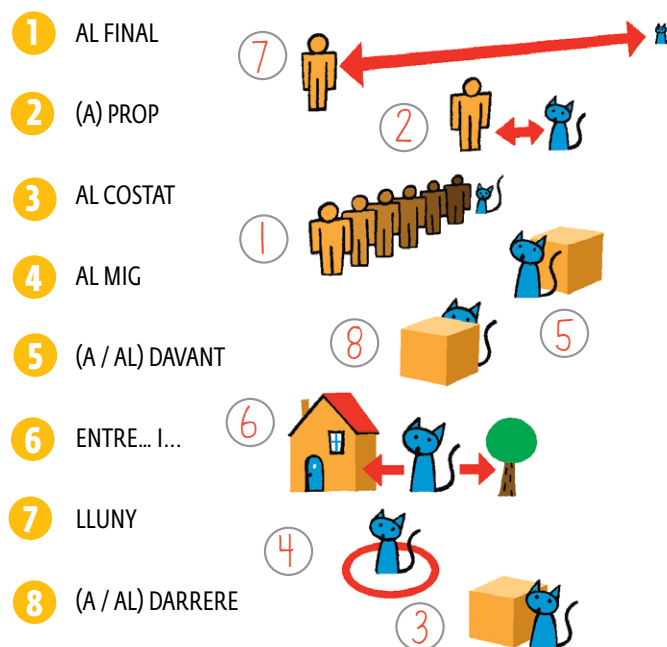 1 AL FINAL
2 (A) PROP
3 AL COSTAT
4 AL MIG
5 (A / AL) DAVANT
6 ENTRE... I...
7 LLUNY
8 (A / AL) DARRERE
7
2
1
5
8
6
4
3